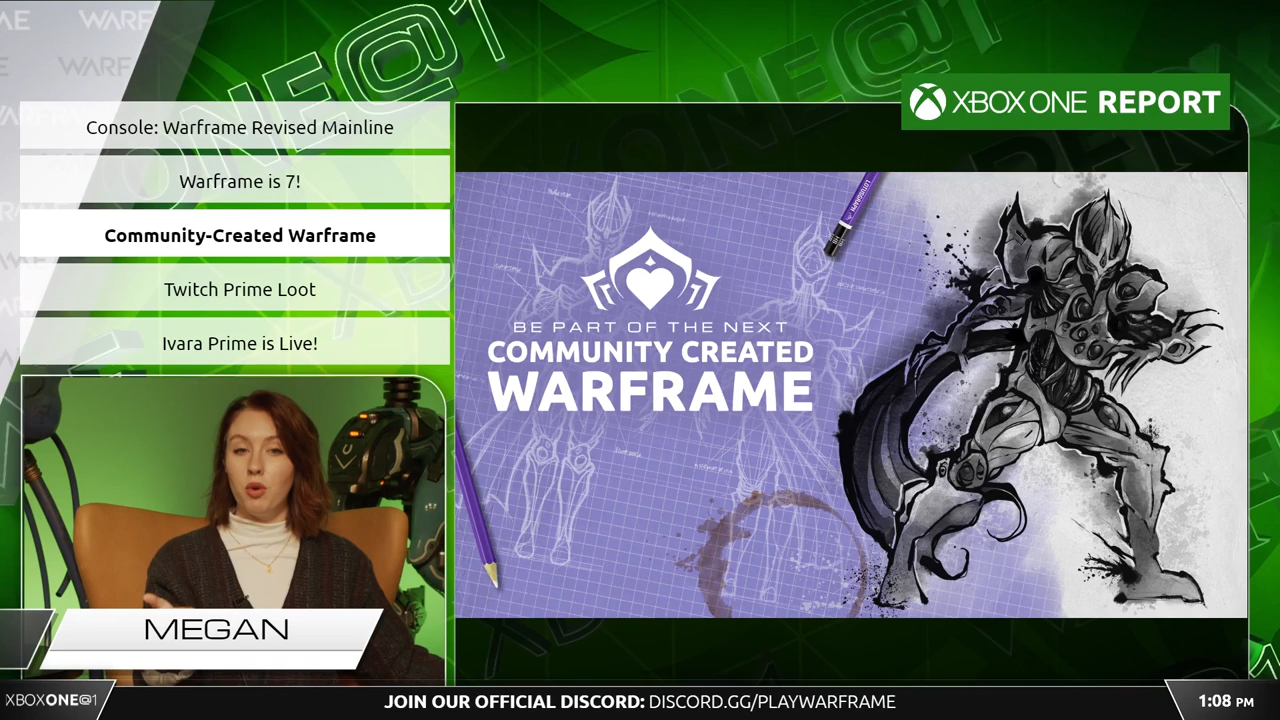 XBOX ONE REPORT
Console: Warframe Revised Mainline
Warframe is 7!
Community-Created Warframe
Twitch Prime Loot
Ivara Prime is Live!
BE PART OF THE NEXT
COMMUNITY CREATED
WARFRAME
MEGAN
XBOXONE@1
JOIN OUR OFFICIAL DISCORD: DISCORD.GG/PLAYWARFRAME
1:08 PM